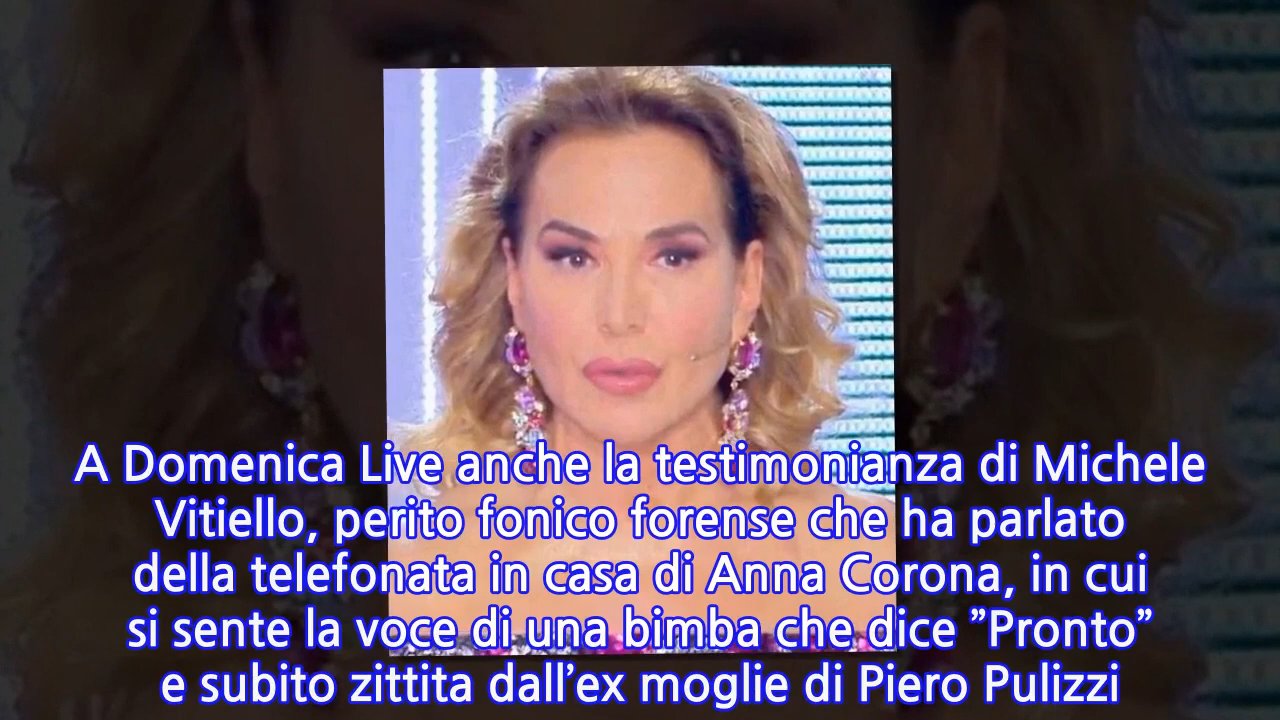 A Domenica Live anche la testimonianza di Michele
Vitiello, perito fonico forense che ha parlato
della telefonata in casa di Anna Corona, in cui
si sente la voce di una bimba che dice ”Pronto”
e subito zittita dall’ex moglie di Piero Pulizzi